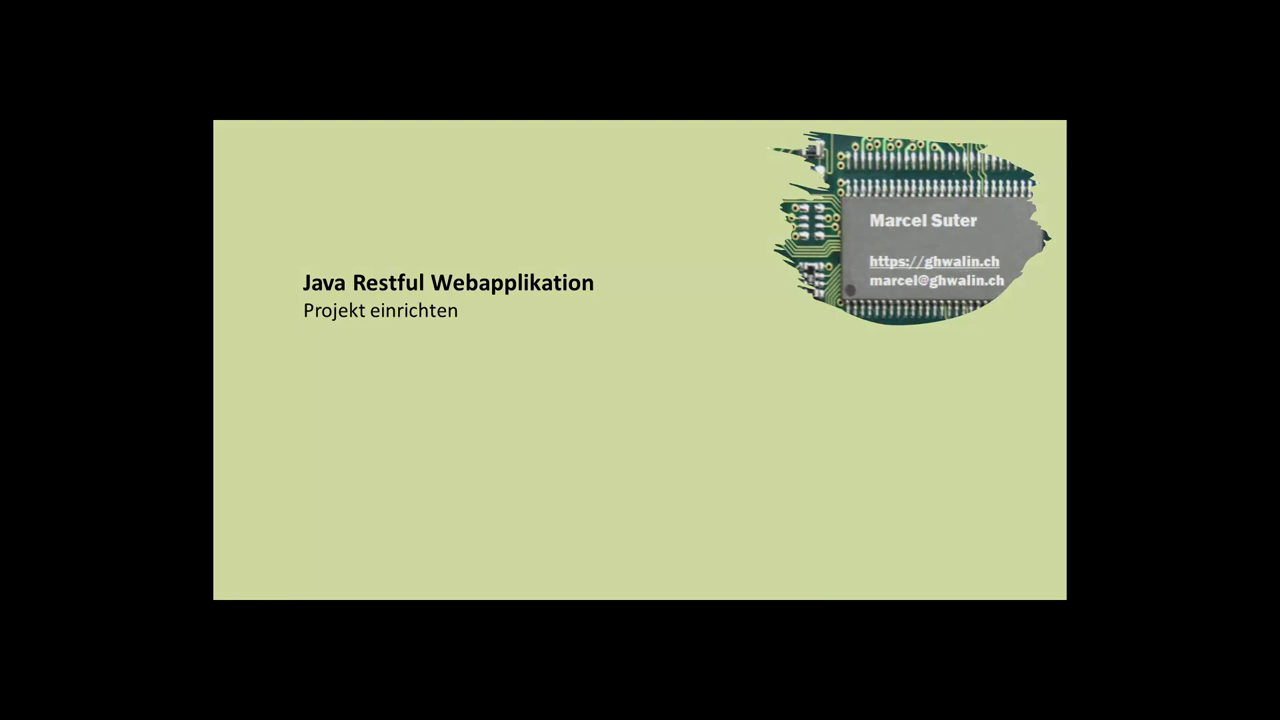 Java Restful Webapplikation
Projekt einrichten
Marcel Suter
https://ghwalin.ch
marcel@ghwalin.ch